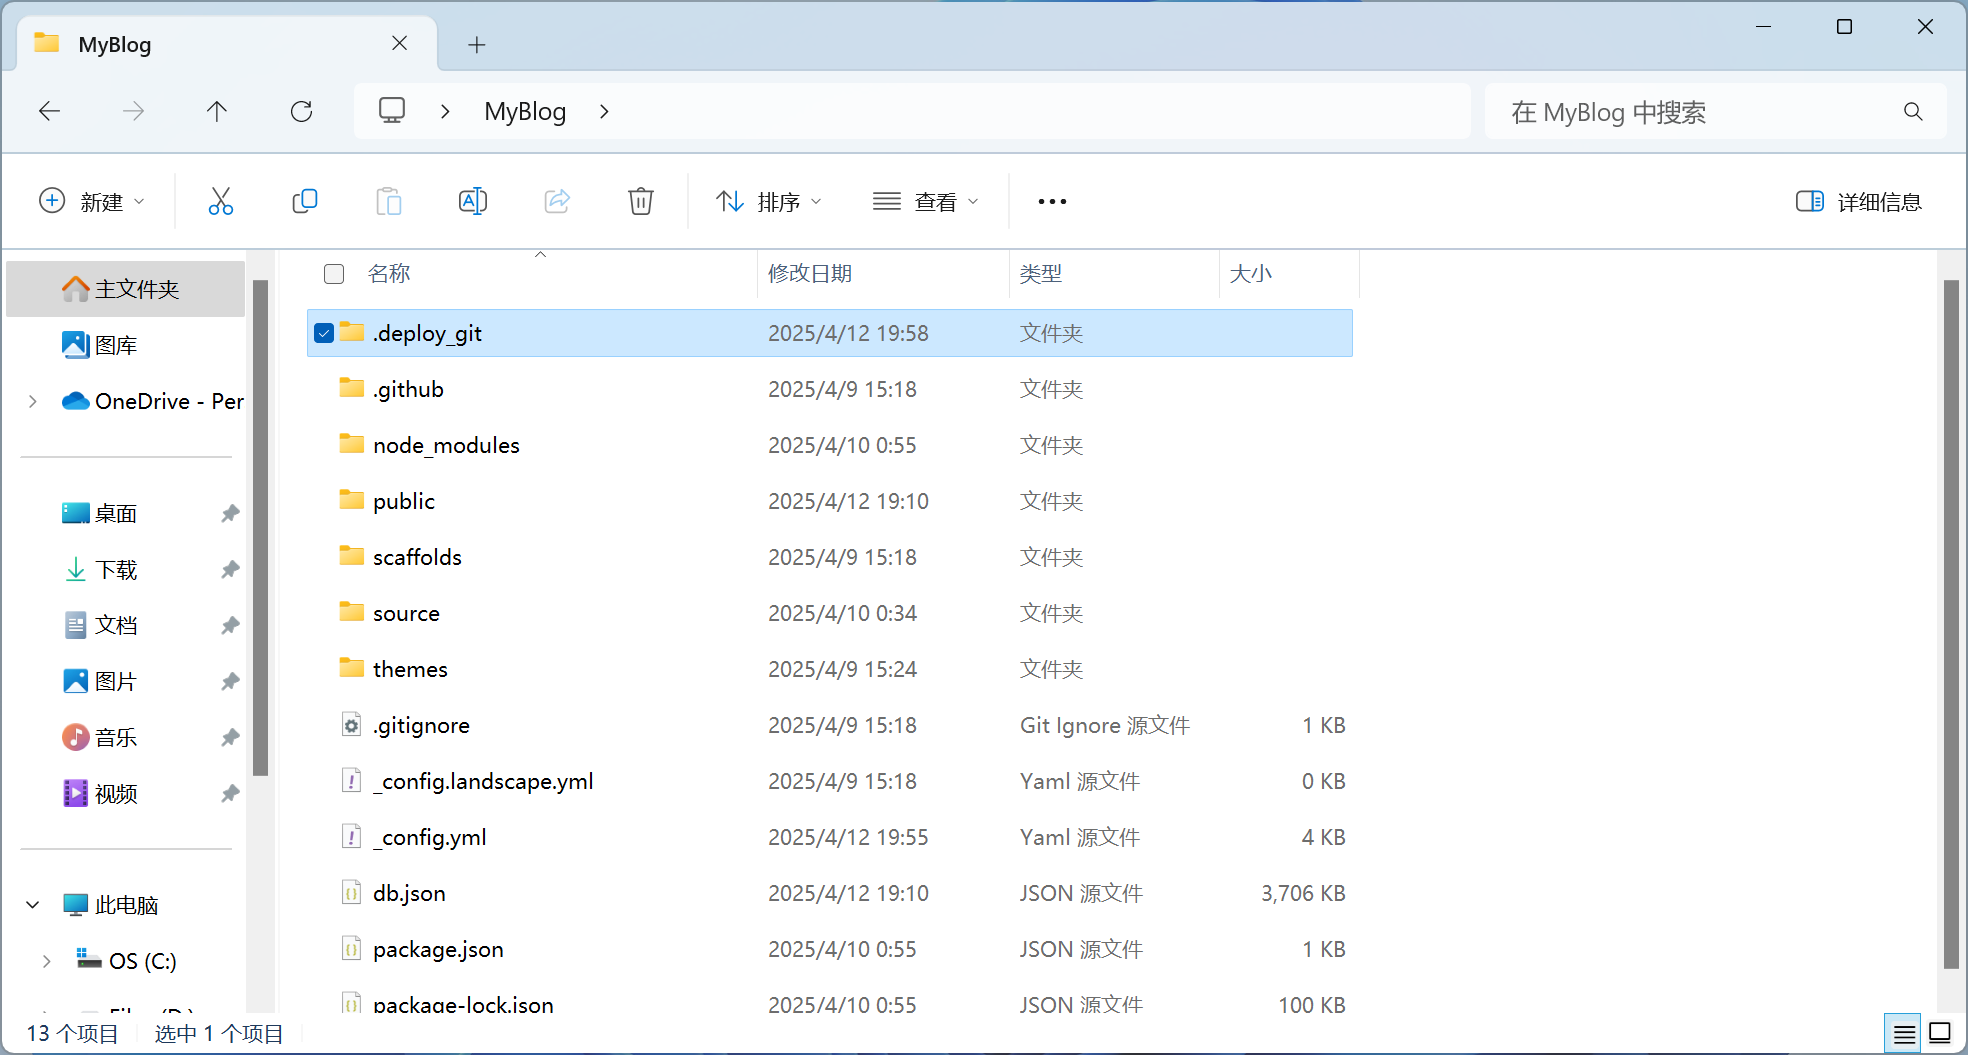 MyBlog
MyBlog
在 MyBlog 中搜索
新建
排序
查看
详细信息
主文件夹
图库
OneDrive - Per
桌面
下载
文档
图片
音乐
视频
此电脑
OS (C:)
名称 修改日期 类型 大小
.deploy_git 2025/4/12 19:58 文件夹
.github 2025/4/9 15:18 文件夹
node_modules 2025/4/10 0:55 文件夹
public 2025/4/12 19:10 文件夹
scaffolds 2025/4/9 15:18 文件夹
source 2025/4/10 0:34 文件夹
themes 2025/4/9 15:24 文件夹
.gitignore 2025/4/9 15:18 Git Ignore 源文件 1 KB
_config.landscape.yml 2025/4/9 15:18 Yaml 源文件 0 KB
_config.yml 2025/4/12 19:55 Yaml 源文件 4 KB
db.json 2025/4/12 19:10 JSON 源文件 3,706 KB
package.json 2025/4/10 0:55 JSON 源文件 1 KB
package-lock.json 2025/4/10 0:55 JSON 源文件 100 KB
13 个项目 选中 1 个项目